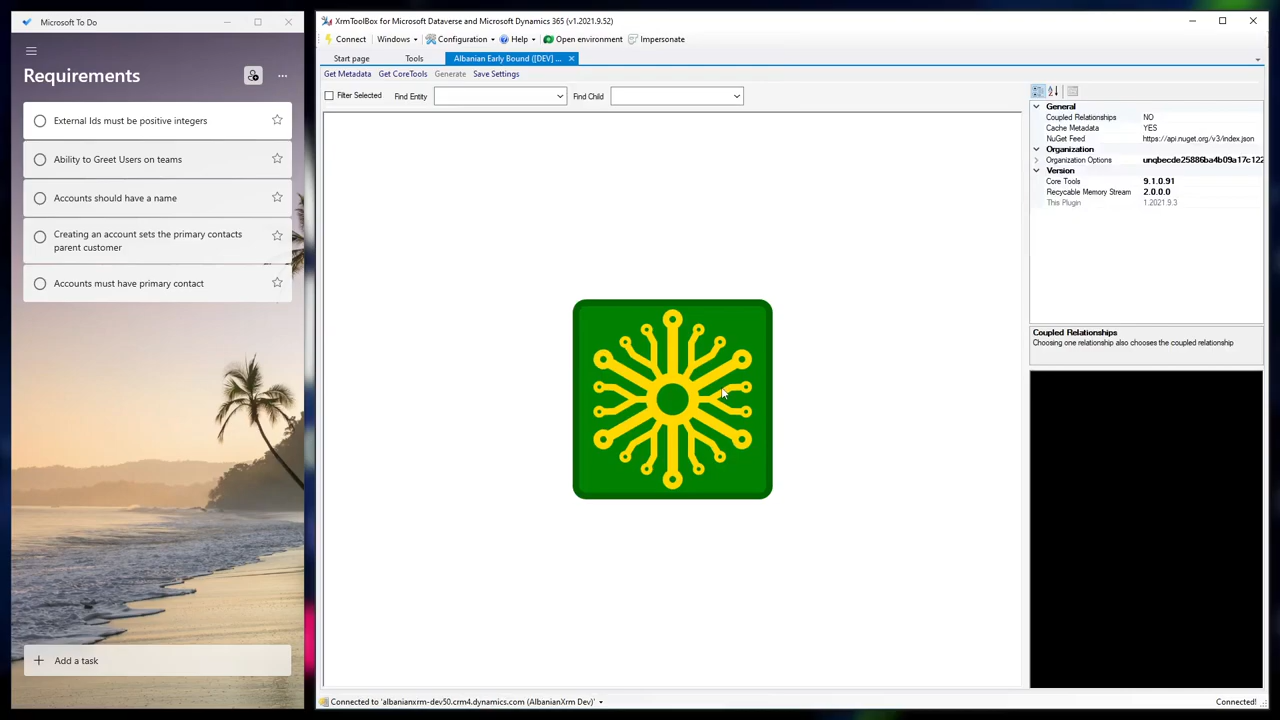 Microsoft To Do
Requirements
External Ids must be positive integers
Ability to Greet Users on teams
Accounts should have a name
Creating an account sets the primary contacts
parent customer
Accounts must have primary contact
Add a task
XrmToolBox for Microsoft Dataverse and Microsoft Dynamics 365 (v1.2021.9.52)
Connect Windows Configuration Help Open environment Impersonate
Start page Tools Albanian Early Bound ([DEV] ...
Get Metadata Get CoreTools Generate Save Settings
Filter Selected Find Entity Find Child
General
Coupled Relationships NO
Cache Metadata YES
NuGet Feed https://api.nuget.org/v3/index.json
Organization
Organization Options unqbecde25886ba4b09a17c122
Version
Core Tools 9.1.0.91
Recyclable Memory Stream 2.0.0.0
This Plugin 1.2021.9.3
Coupled Relationships
Choosing one relationship also chooses the coupled relationship
Connected to 'albanianxrm-dev50.crm4.dynamics.com (AlbanianXrm Dev)'
Connected!